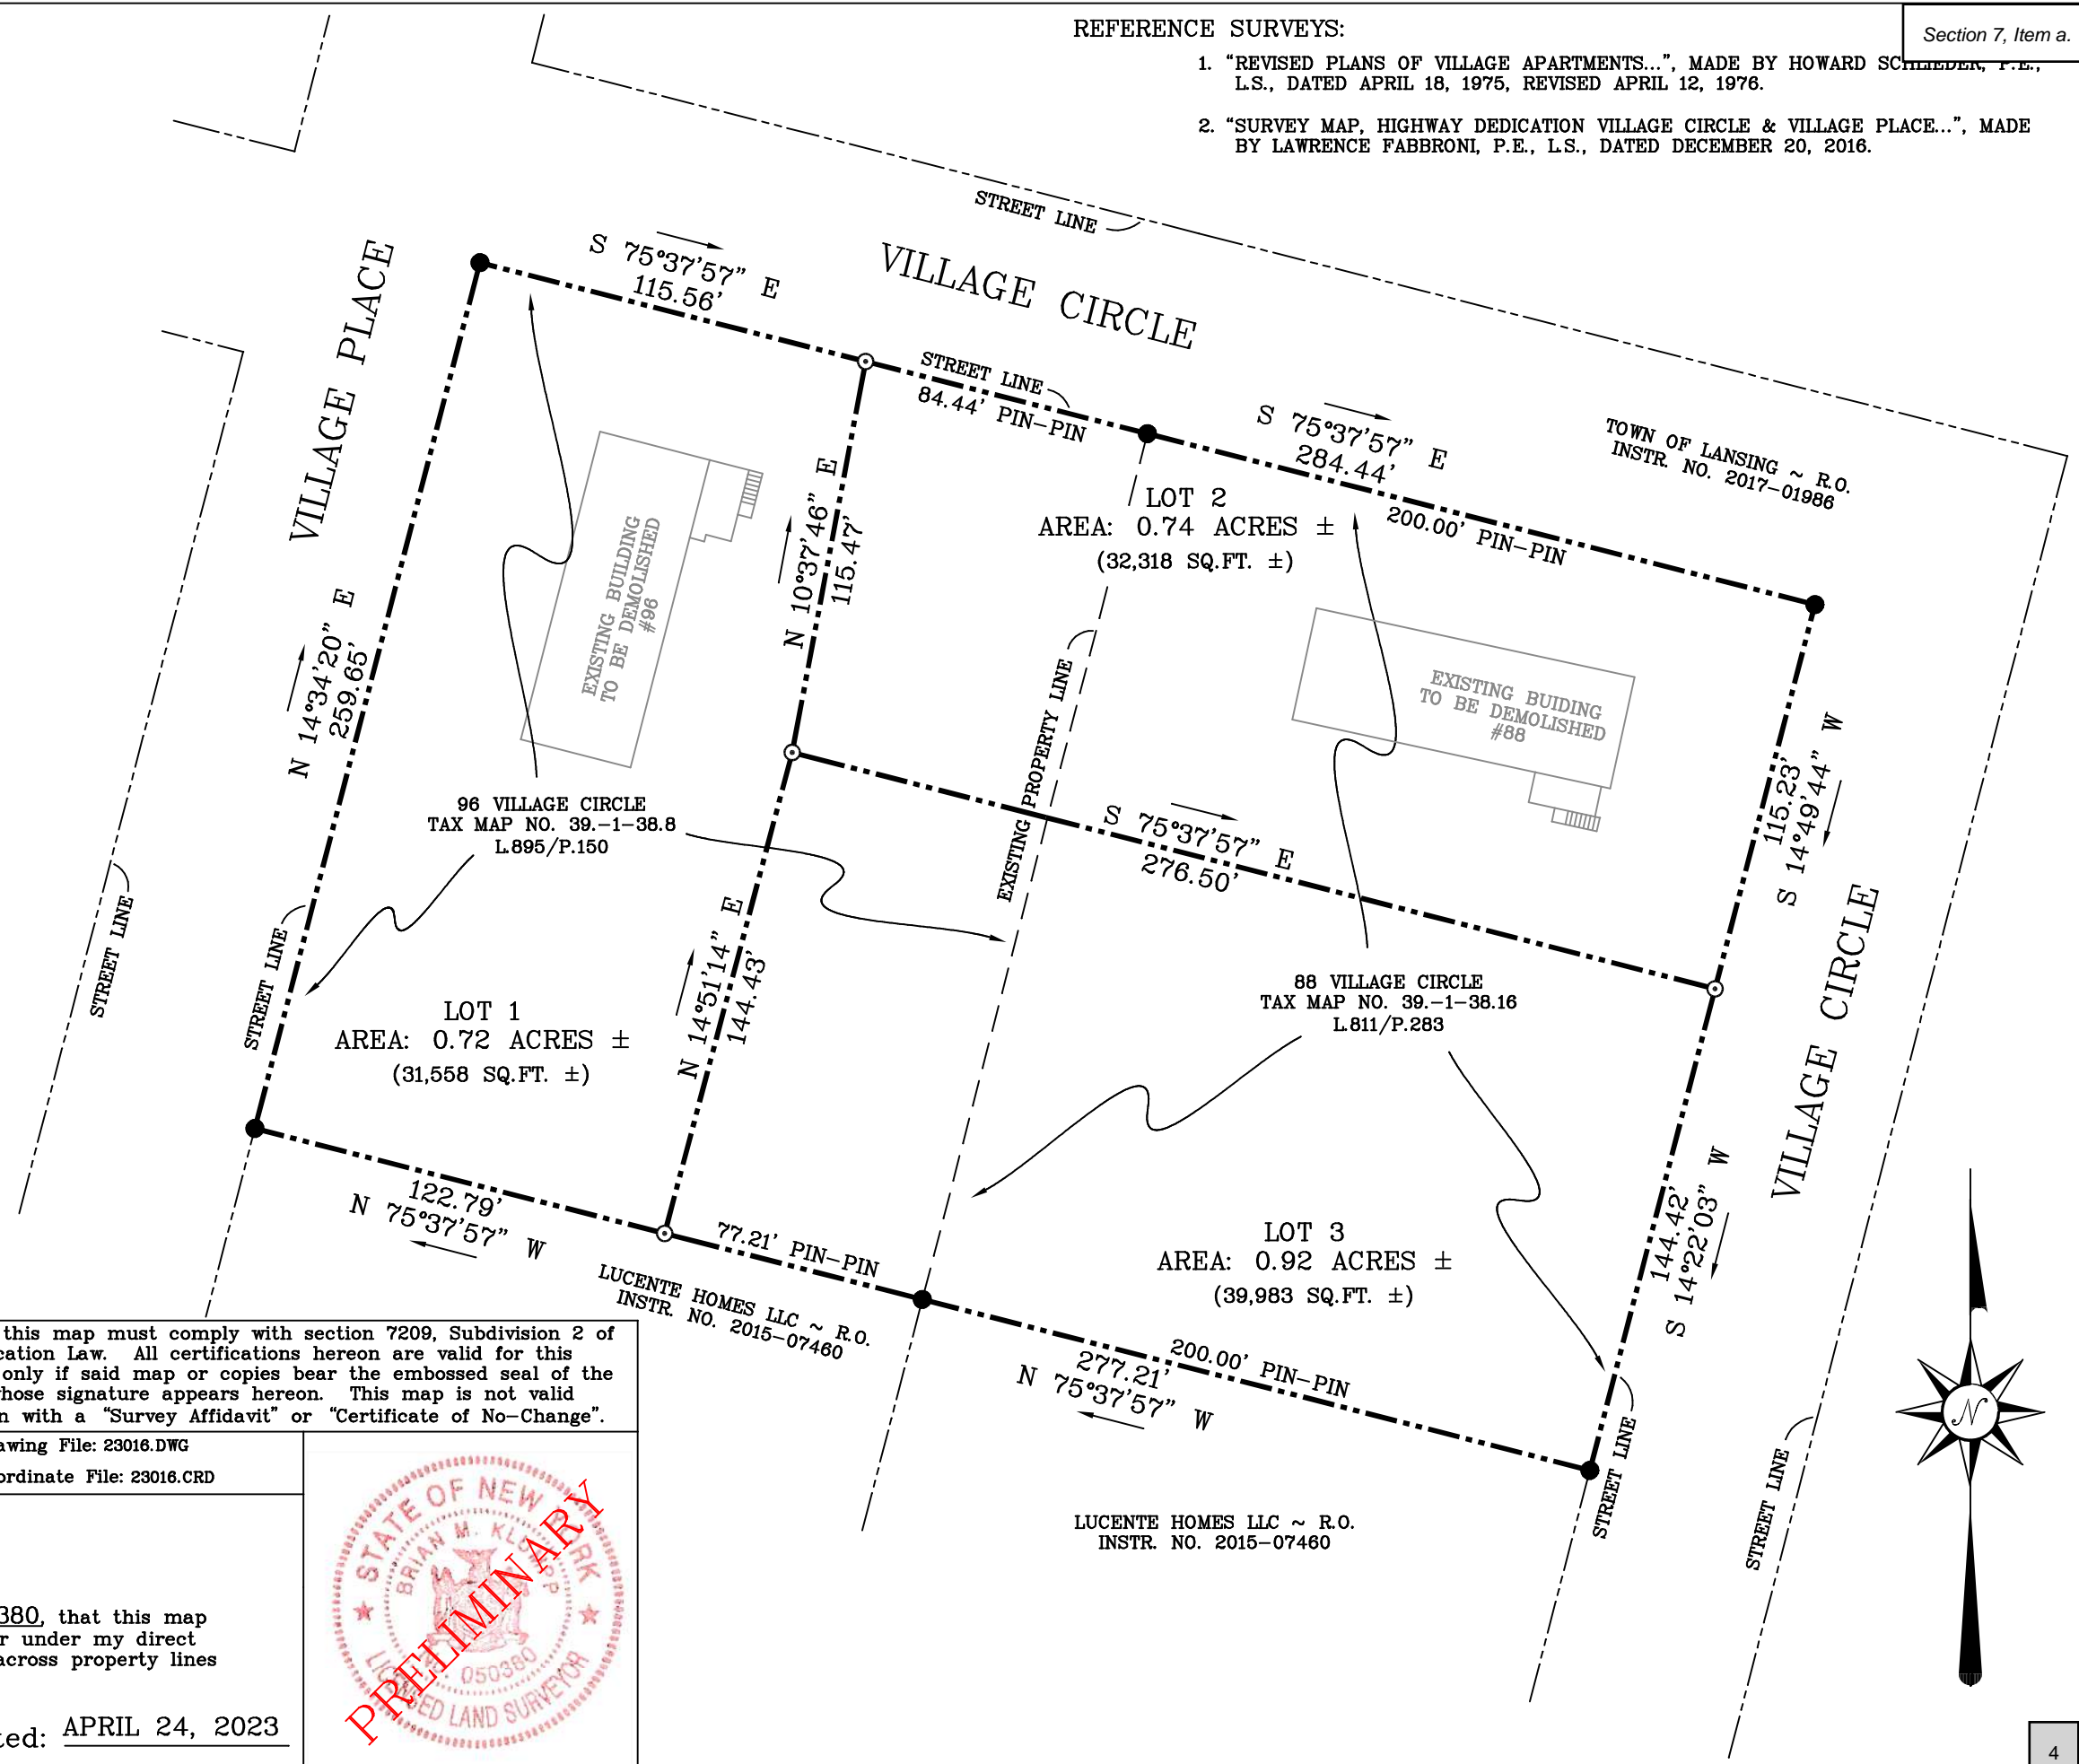 REFERENCE SURVEYS:
Section 7, Item a.
1. “REVISED PLANS OF VILLAGE APARTMENTS...”, MADE BY HOWARD SCHLIEDER, P.E.,
L.S., DATED APRIL 18, 1975, REVISED APRIL 12, 1976.
2. “SURVEY MAP, HIGHWAY DEDICATION VILLAGE CIRCLE & VILLAGE PLACE...”, MADE
BY LAWRENCE FABBRONI, P.E., L.S., DATED DECEMBER 20, 2016.
STREET LINE
VILLAGE CIRCLE
S 75°37'57” E
115.56'
VILLAGE PLACE
STREET LINE
84.44' PIN-PIN
S 75°37'57” E
284.44'
200.00' PIN-PIN
TOWN OF LANSING ~ R.O.
INSTR. NO. 2017-01986
LOT 2
AREA: 0.74 ACRES ±
(32,318 SQ.FT. ±)
N 10°37'46” E
115.47'
EXISTING BUILDING
TO BE DEMOLISHED
#96
N 14°34'20” E
259.65'
EXISTING PROPERTY LINE
EXISTING BUIDING
TO BE DEMOLISHED
#88
115.23'
S 14°49'44” W
96 VILLAGE CIRCLE
TAX MAP NO. 39.-1-38.8
L.895/P.150
S 75°37'57” E
276.50'
STREET LINE
STREET LINE
N 14°51'14” E
144.43'
VILLAGE CIRCLE
88 VILLAGE CIRCLE
TAX MAP NO. 39.-1-38.16
L.811/P.283
LOT 1
AREA: 0.72 ACRES ±
(31,558 SQ.FT. ±)
122.79'
N 75°37'57” W
77.21' PIN-PIN
LUCENTE HOMES LLC ~ R.O.
INSTR. NO. 2015-07460
LOT 3
AREA: 0.92 ACRES ±
(39,983 SQ.FT. ±)
144.42'
S 14°22'03” W
200.00' PIN-PIN
277.21'
N 75°37'57” W
STREET LINE
STREET LINE
N
LUCENTE HOMES LLC ~ R.O.
INSTR. NO. 2015-07460
this map must comply with section 7209, Subdivision 2 of
cation Law. All certifications hereon are valid for this
only if said map or copies bear the embossed seal of the
whose signature appears hereon. This map is not valid
n with a “Survey Affidavit” or “Certificate of No-Change”.
awing File: 23016.DWG
ordinate File: 23016.CRD
380, that this map
r under my direct
across property lines
ted: APRIL 24, 2023
STATE OF NEW YORK
BRIAN M.
050380
LICENSED LAND SURVEYOR
PRELIMINARY
4